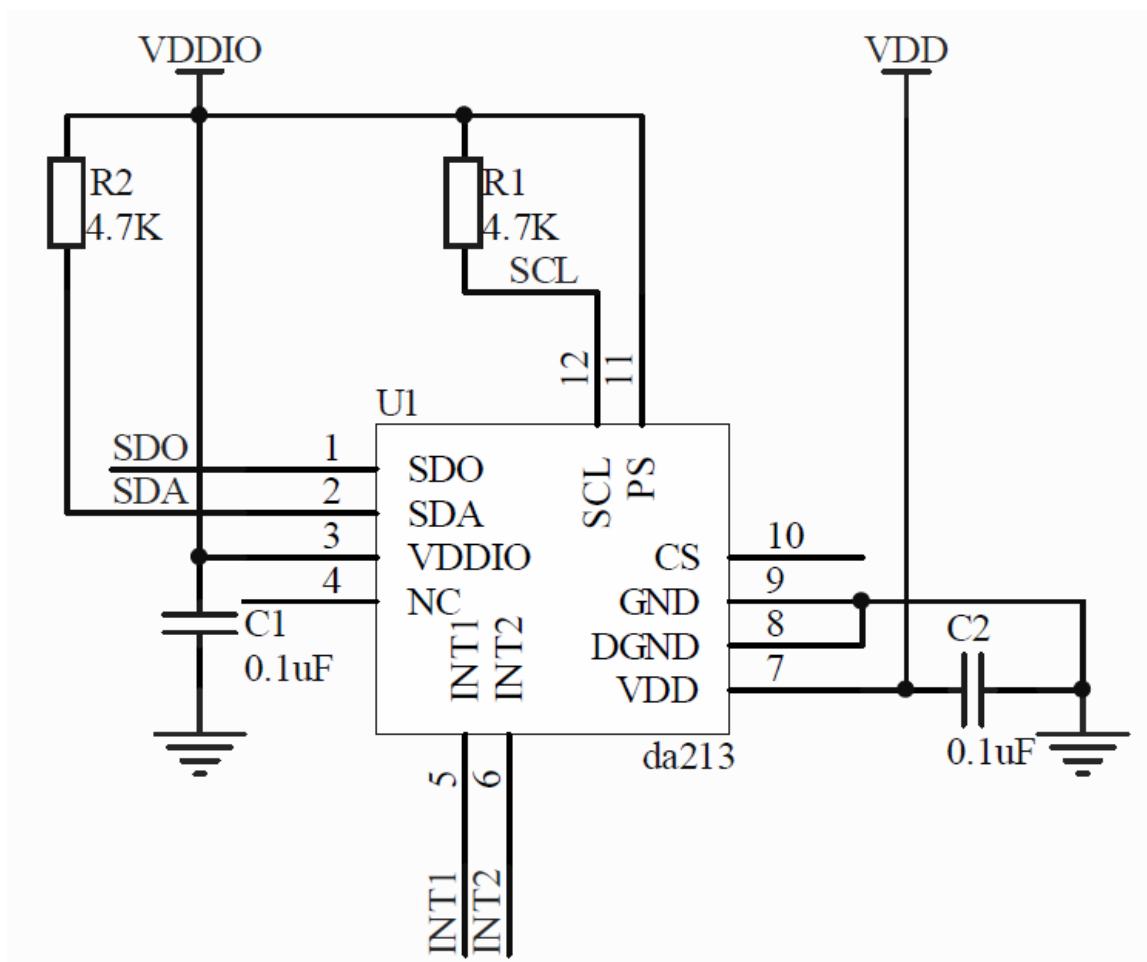 VDDIO
VDD
R2
4.7K
R1
4.7K
SCL
12
11
U1
SDO
1
SDO
SCL
PS
SDA
2
SDA
3
VDDIO
CS
10
4
NC
GND
9
C1
0.1uF
INT1
INT2
DGND
8
C2
VDD
7
0.1uF
da213
5
6
INT1
INT2